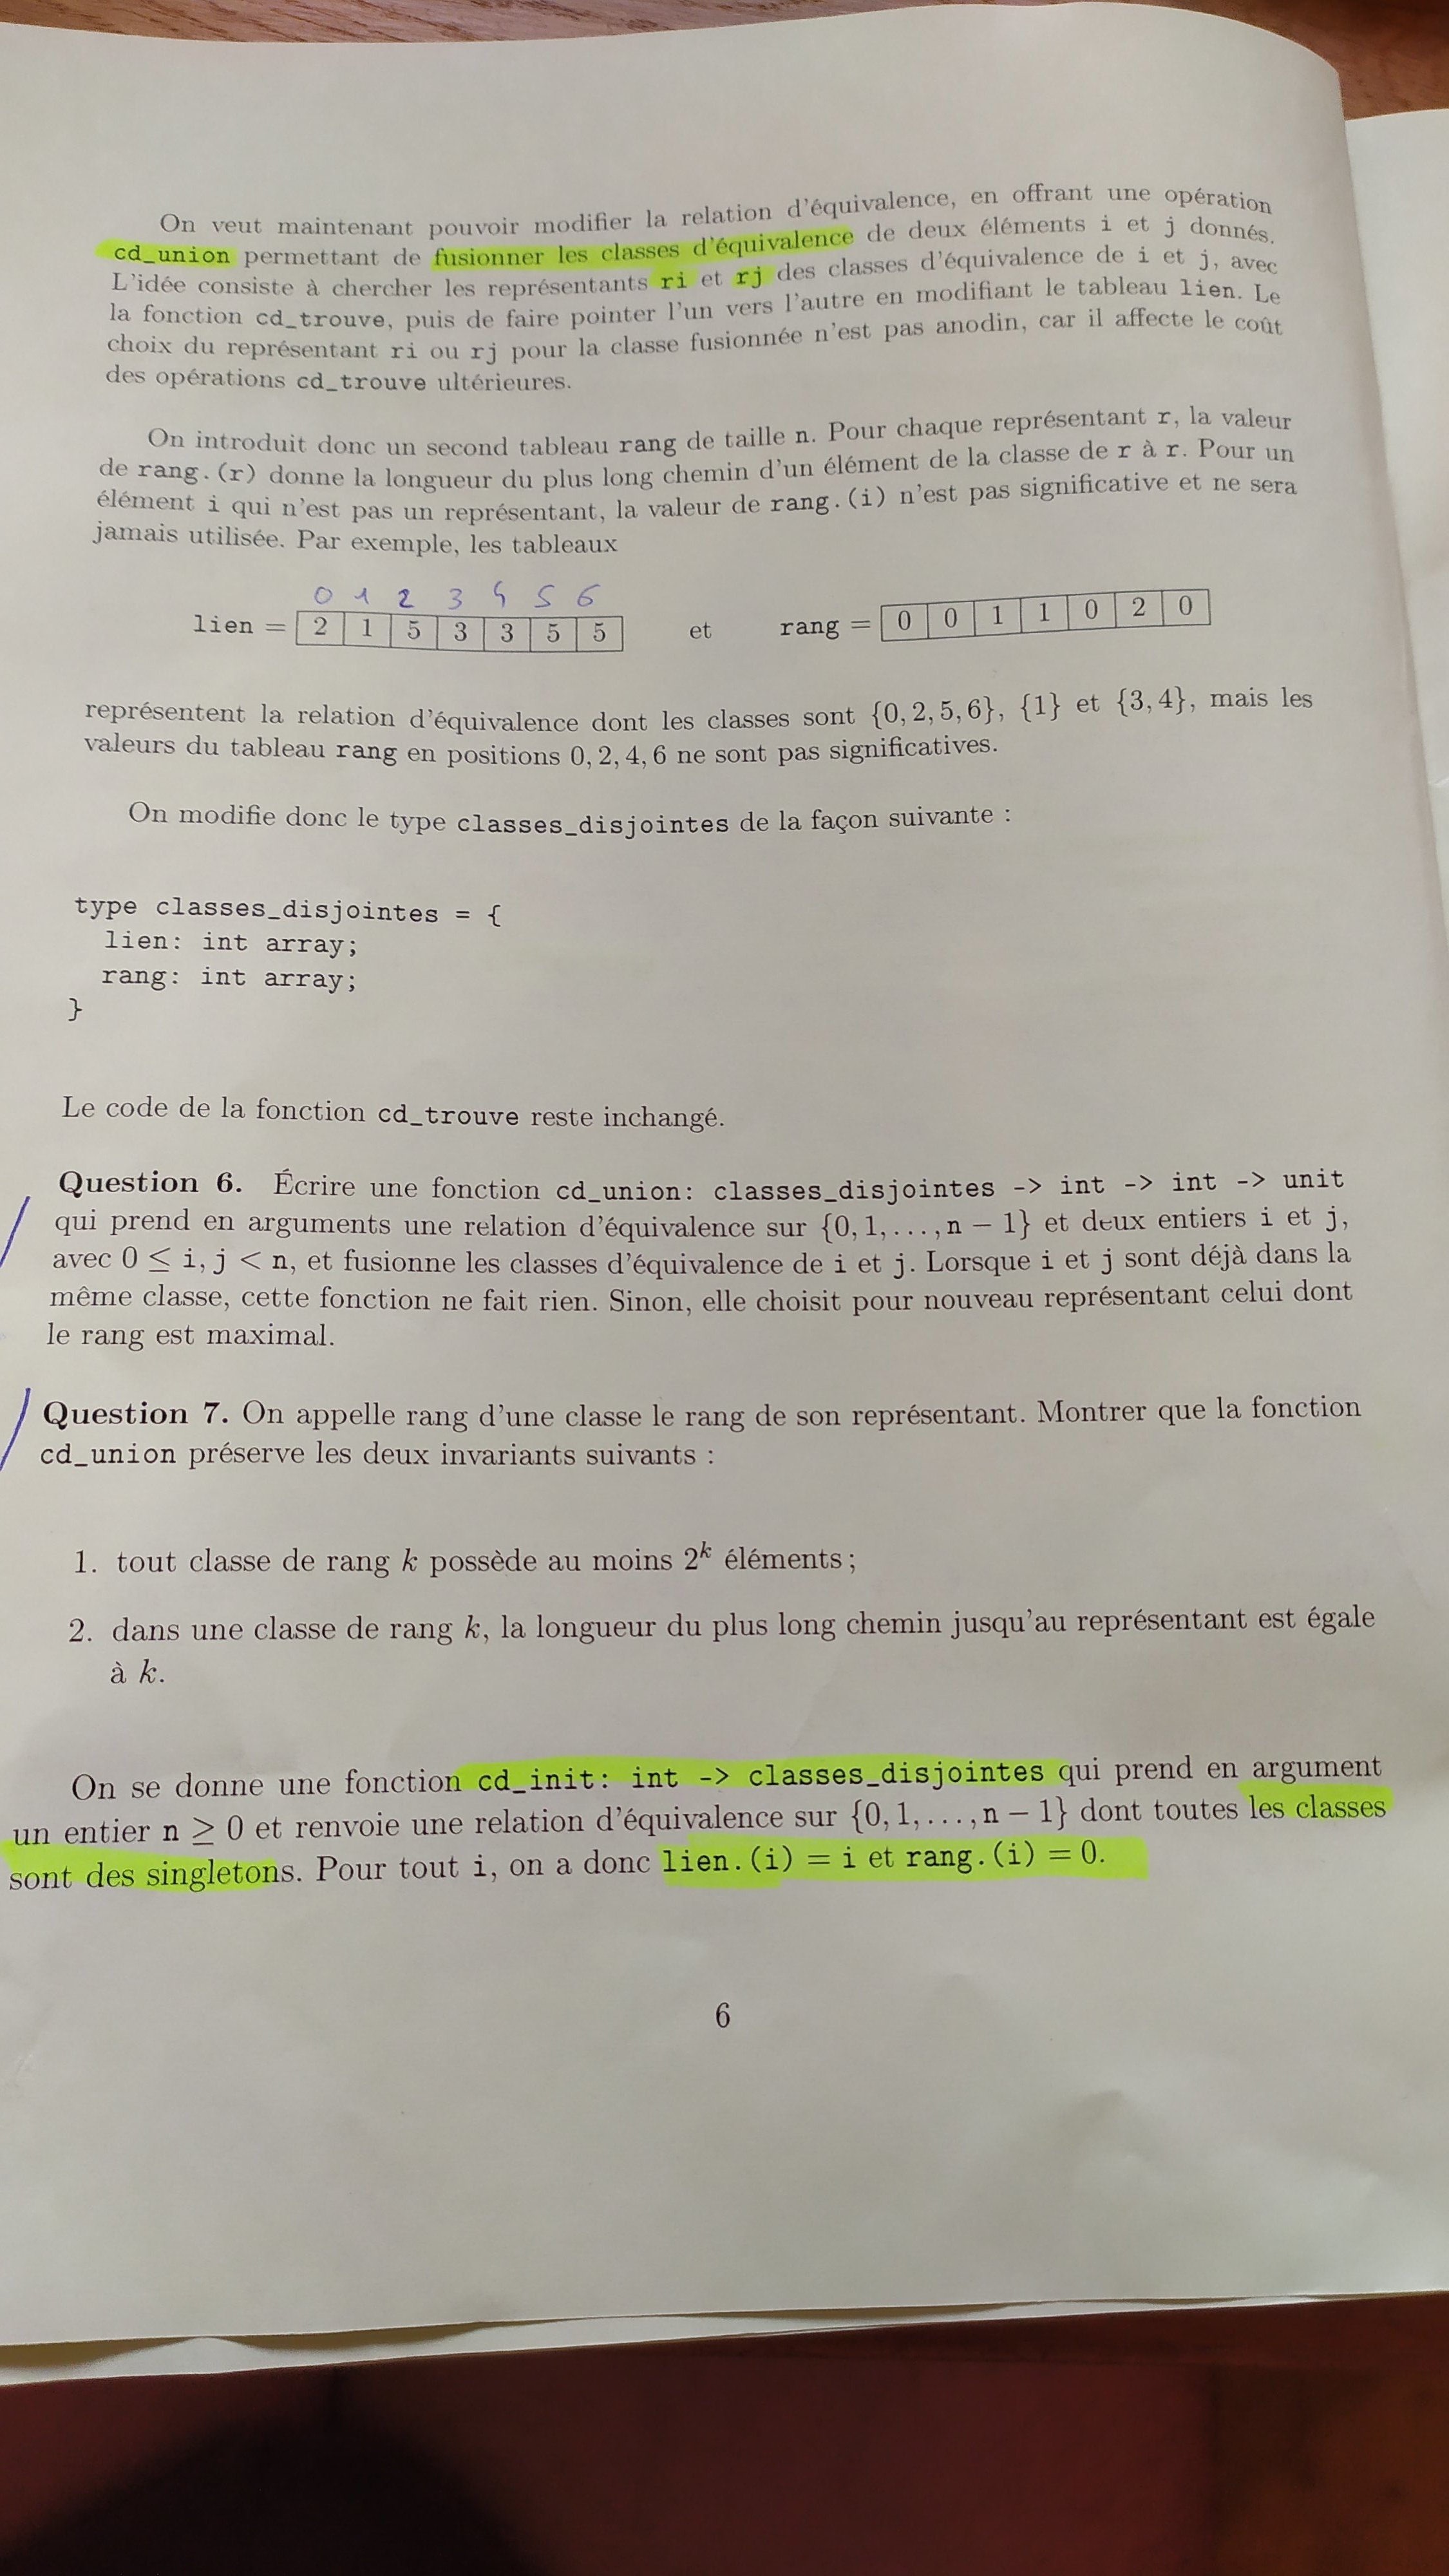 On veut maintenant pouvoir modifier la relation d'équivalence, en offrant une opération
cd_union permettant de fusionner les classes d'équivalence de deux éléments i et j donnés.
L'idée consiste à chercher les représentants ri et rj des classes d'équivalence de i et j, avec
la fonction cd_trouve, puis de faire pointer l'un vers l'autre en modifiant le tableau lien. Le
choix du représentant ri ou rj pour la classe fusionnée n'est pas anodin, car il affecte le coût
des opérations cd_trouve ultérieures.
On introduit donc un second tableau rang de taille n. Pour chaque représentant r, la valeur
de rang.(r) donne la longueur du plus long chemin d'un élément de la classe de r à r. Pour un
élément i qui n'est pas un représentant, la valeur de rang.(i) n'est pas significative et ne sera
jamais utilisée. Par exemple, les tableaux
0 1 2 3 4 5 6
lien = 2 1 5 3 3 5 5 et rang = 0 0 1 1 0 2 0
représentent la relation d'équivalence dont les classes sont {0, 2, 5, 6}, {1} et {3, 4}, mais les
valeurs du tableau rang en positions 0, 2, 4, 6 ne sont pas significatives.
On modifie donc le type classes_disjointes de la façon suivante :
type classes_disjointes = {
lien: int array;
rang: int array;
}
Le code de la fonction cd_trouve reste inchangé.
Question 6. Écrire une fonction cd_union: classes_disjointes -> int -> int -> unit
qui prend en arguments une relation d'équivalence sur {0, 1, . . . , n − 1} et deux entiers i et j,
avec 0 ≤ i, j < n, et fusionne les classes d'équivalence de i et j. Lorsque i et j sont déjà dans la
même classe, cette fonction ne fait rien. Sinon, elle choisit pour nouveau représentant celui dont
le rang est maximal.
Question 7. On appelle rang d'une classe le rang de son représentant. Montrer que la fonction
cd_union préserve les deux invariants suivants :
1. tout classe de rang k possède au moins 2^k éléments ;
2. dans une classe de rang k, la longueur du plus long chemin jusqu'au représentant est égale
à k.
On se donne une fonction cd_init: int -> classes_disjointes qui prend en argument
un entier n ≥ 0 et renvoie une relation d'équivalence sur {0, 1, . . . , n − 1} dont toutes les classes
sont des singletons. Pour tout i, on a donc lien.(i) = i et rang.(i) = 0.
6